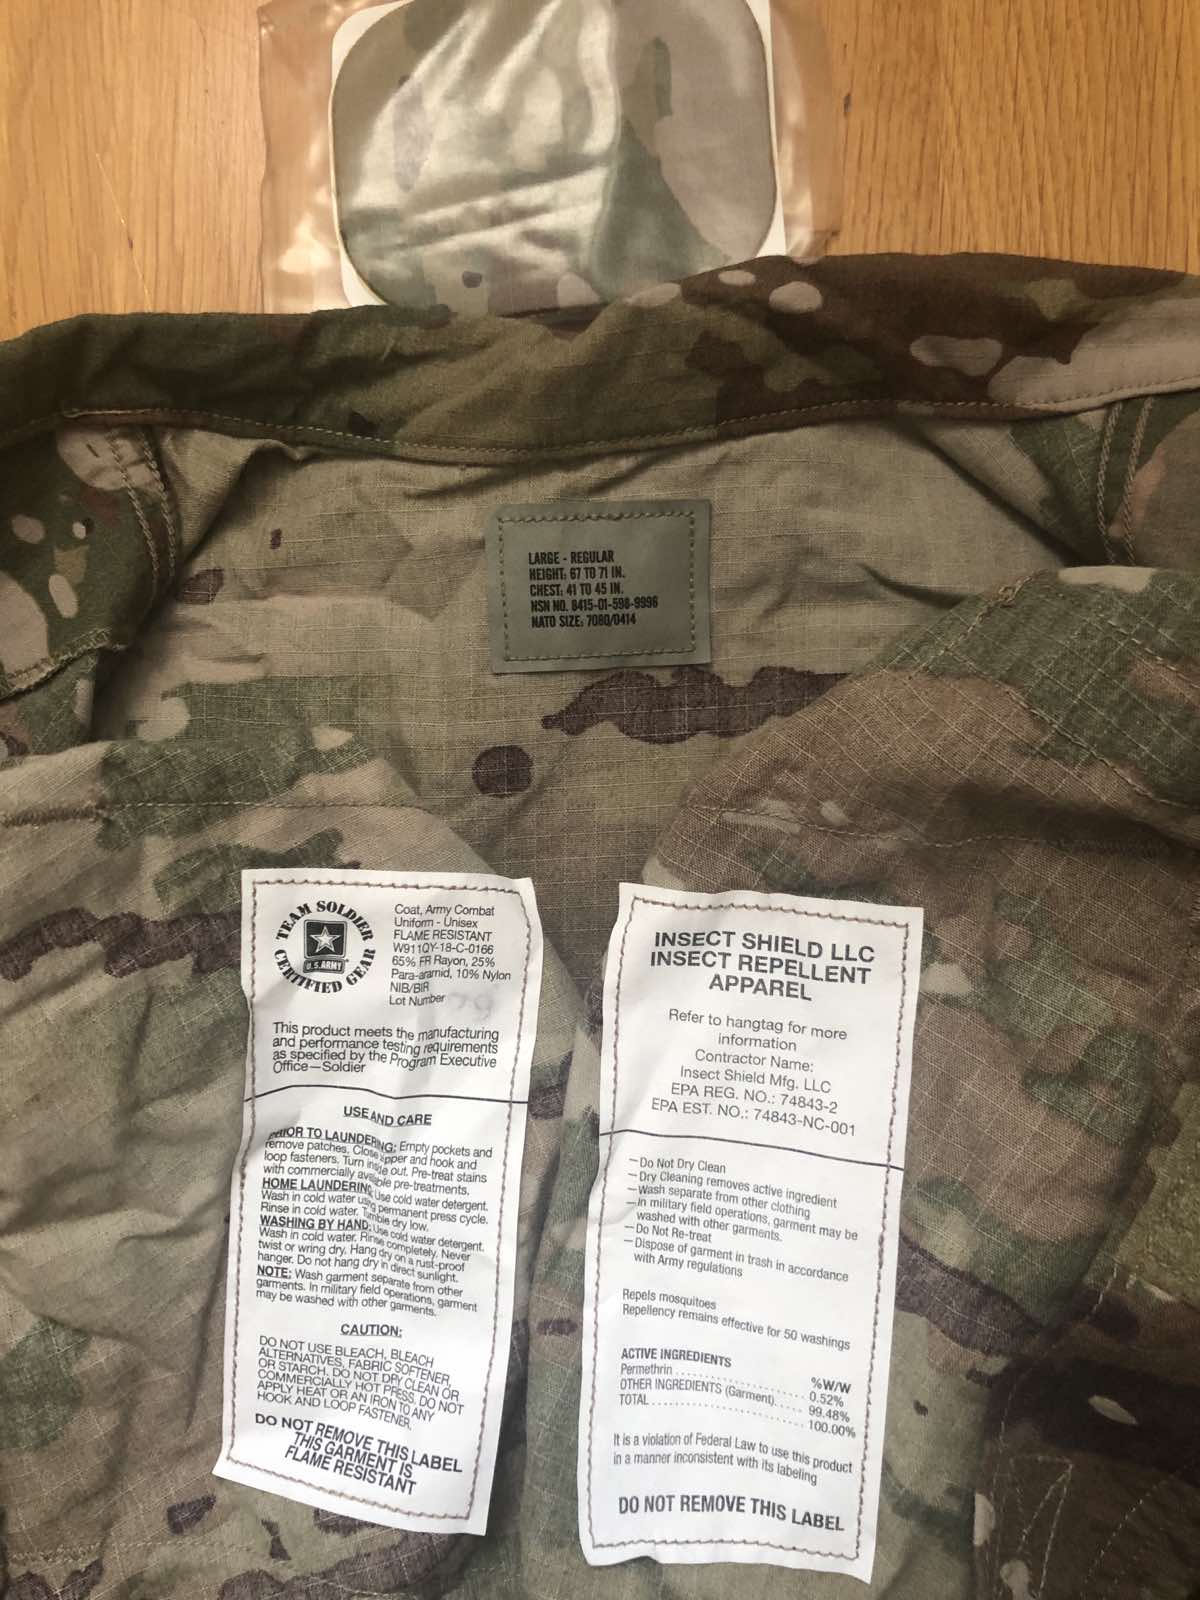 LARGE - REGULAR
HEIGHT: 67 TO 71 IN.
CHEST: 41 TO 45 IN.
NSN NO. 8415-01-598-9996
NATO SIZE: 7080/0414
TEAM SOLDIER
U.S.ARMY
CERTIFIED GEAR
Coat, Army Combat
Uniform - Unisex
FLAME RESISTANT
W911QY-18-C-0166
65% FR Rayon, 25%
Para-aramid, 10% Nylon
NIB/BIR
Lot Number
This product meets the manufacturing
and performance testing requirements
as specified by the Program Executive
Office—Soldier
USE AND CARE
PRIOR TO LAUNDERING: Empty pockets and
remove patches. Close zipper and hook and
loop fasteners. Turn inside out. Pre-treat stains
with commercially available pre-treatments.
HOME LAUNDERING: Use cold water detergent.
Wash in cold water using permanent press cycle.
Rinse in cold water. Tumble dry low.
WASHING BY HAND: Use cold water detergent.
Wash in cold water. Rinse completely. Never
twist or wring dry. Hang dry on a rust-proof
hanger. Do not hang dry in direct sunlight.
NOTE: Wash garment separate from other
garments. In military field operations, garment
may be washed with other garments.
CAUTION:
DO NOT USE BLEACH, BLEACH
ALTERNATIVES, FABRIC SOFTENER,
OR STARCH. DO NOT DRY CLEAN OR
COMMERCIALLY HOT PRESS. DO NOT
APPLY HEAT OR AN IRON TO ANY
HOOK AND LOOP FASTENER.
DO NOT REMOVE THIS LABEL
THIS GARMENT IS
FLAME RESISTANT
INSECT SHIELD LLC
INSECT REPELLENT
APPAREL
Refer to hangtag for more
information
Contractor Name:
Insect Shield Mfg. LLC
EPA REG. NO.: 74843-2
EPA EST. NO.: 74843-NC-001
—Do Not Dry Clean
—Dry Cleaning removes active ingredient
—Wash separate from other clothing
—In military field operations, garment may be
washed with other garments.
—Do Not Re-treat
—Dispose of garment in trash in accordance
with Army regulations
Repels mosquitoes
Repellency remains effective for 50 washings
ACTIVE INGREDIENTS %W/W
Permethrin . . . . . . . . . . . . . . . . . . . . 0.52%
OTHER INGREDIENTS (Garment). . . . . 99.48%
TOTAL . . . . . . . . . . . . . . . . . . . . . . . 100.00%
It is a violation of Federal Law to use this product
in a manner inconsistent with its labeling
DO NOT REMOVE THIS LABEL